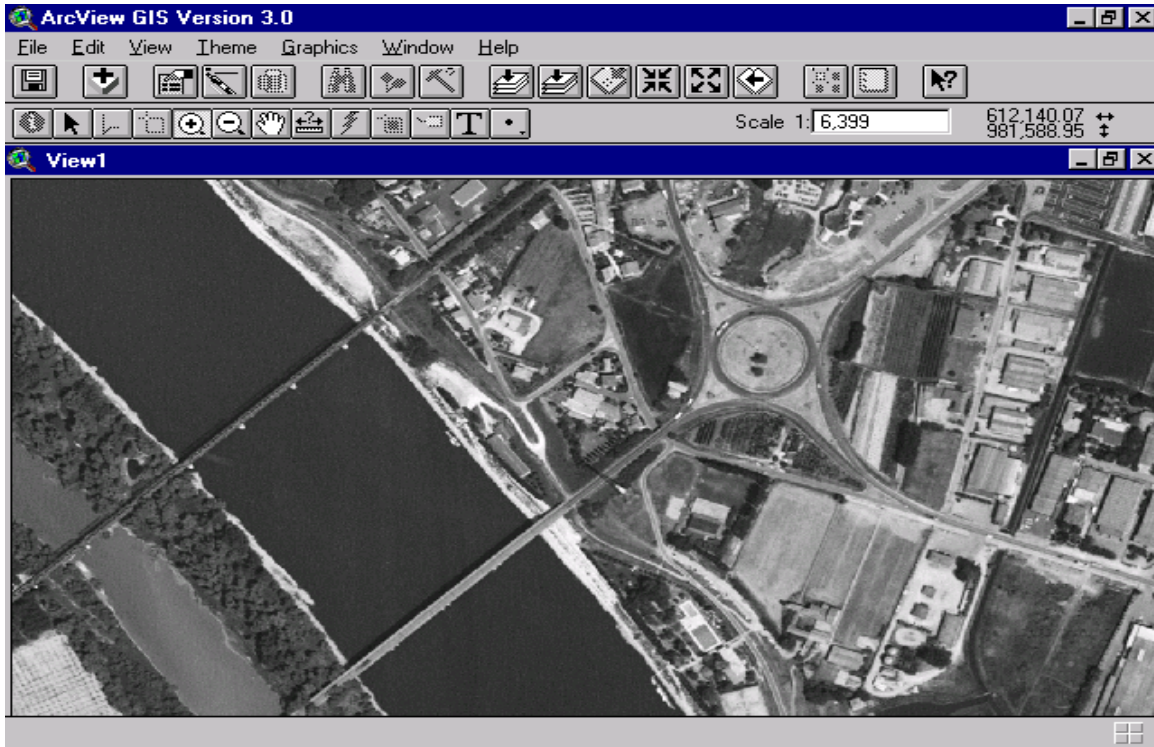 ArcView GIS Version 3.0
File Edit View Theme Graphics Window Help
T
Scale 1: 6,399 612,140.07
981,588.95
View1